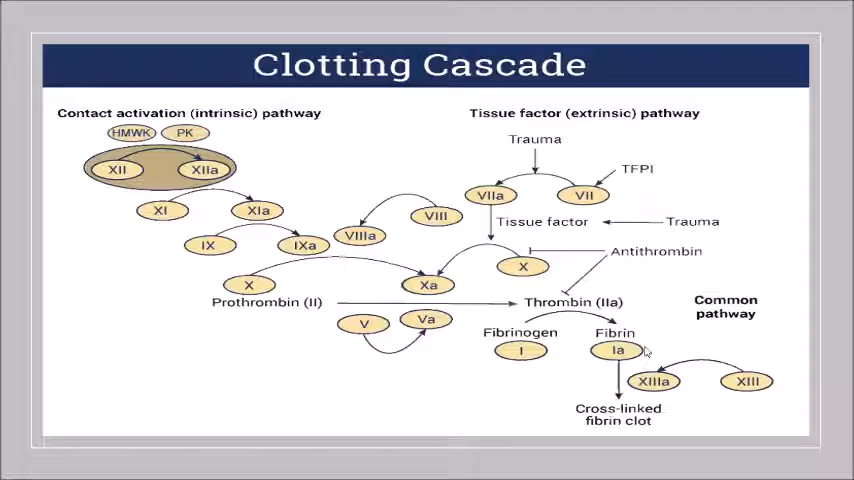 Clotting Cascade
Contact activation (intrinsic) pathway
Tissue factor (extrinsic) pathway
HMWK
PK
Trauma
XII
XIIa
TFPI
VIIa
VII
XI
XIa
VIII
Tissue factor
Trauma
VIIIa
IX
IXa
Antithrombin
X
X
Xa
Prothrombin (II)
Thrombin (IIa)
Common
pathway
V
Va
Fibrinogen
Fibrin
I
Ia
XIIIa
XIII
Cross-linked
fibrin clot